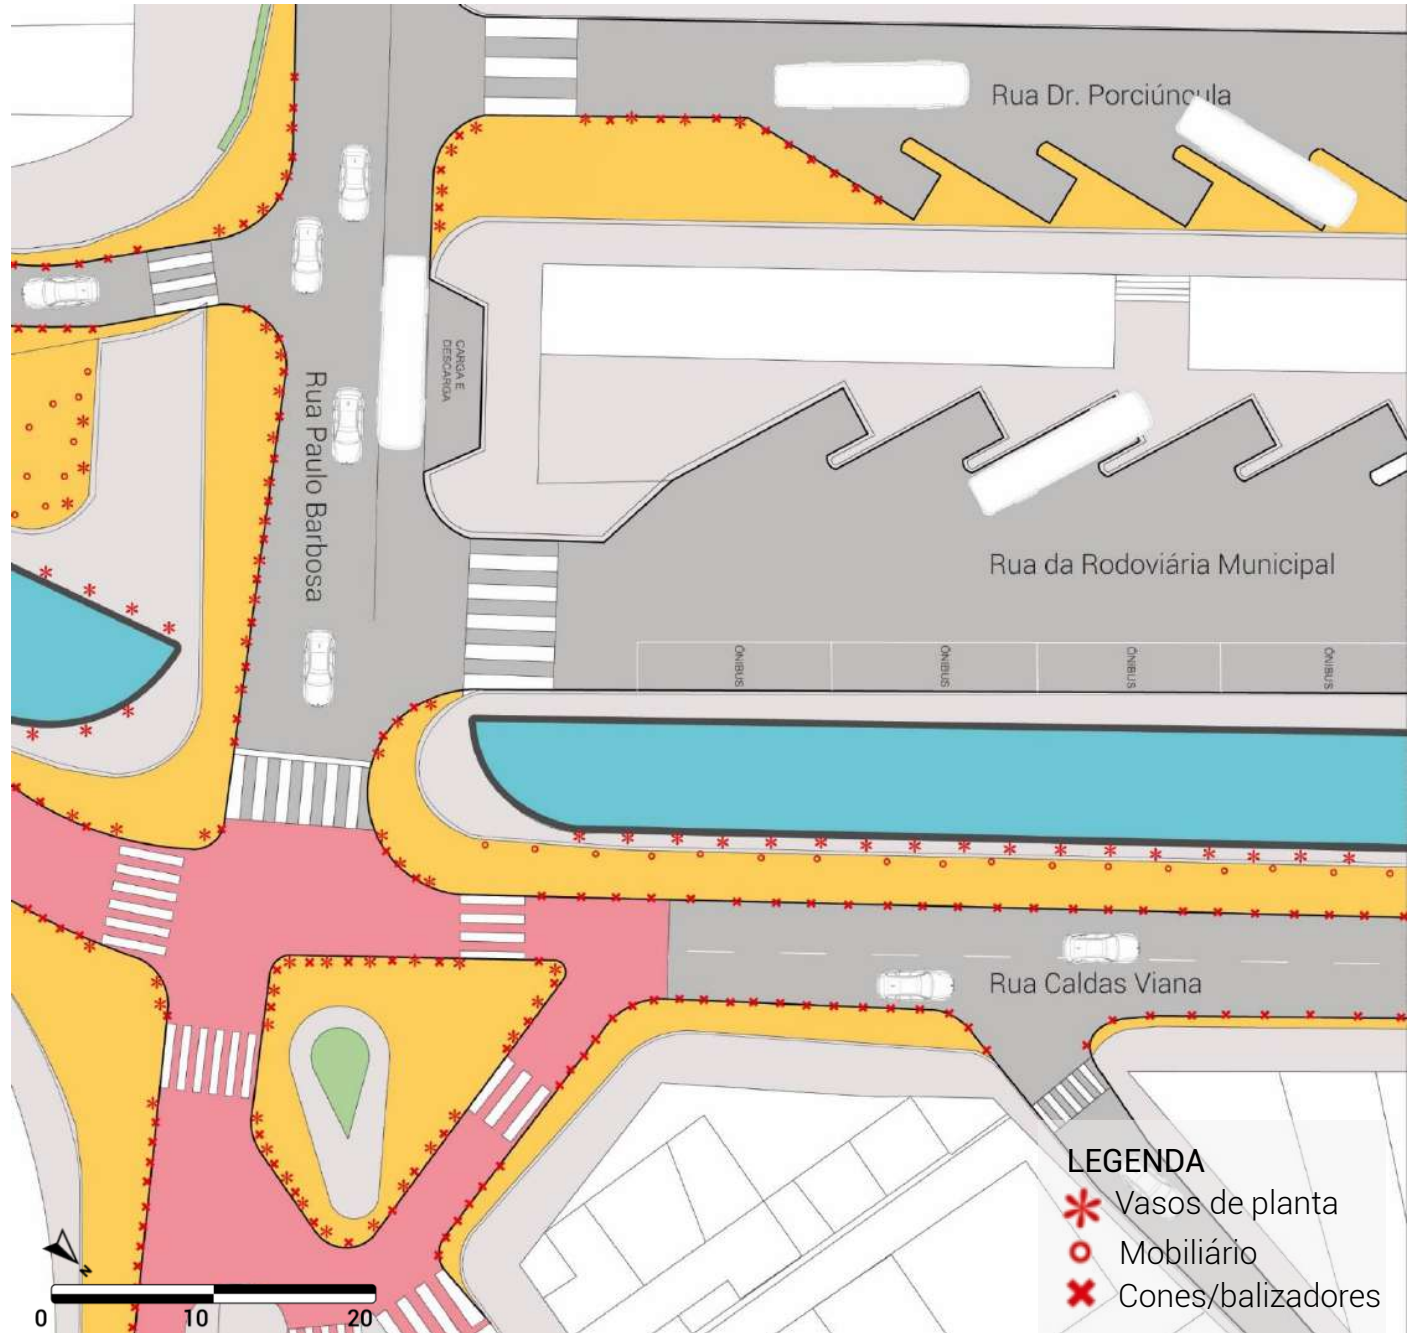 Rua Dr. Porciúncula
CARGA E
DESCARGA
Rua Paulo Barbosa
Rua da Rodoviária Municipal
ÔNIBUS
ÔNIBUS
ÔNIBUS
ÔNIBUS
Rua Caldas Viana
LEGENDA
Vasos de planta
Mobiliário
Cones/balizadores
N
0 10 20